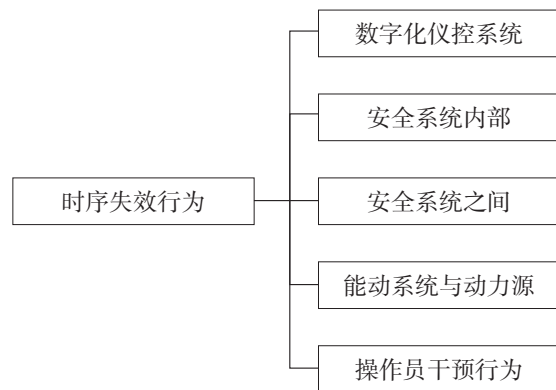 数字化仪控系统
安全系统内部
时序失效行为
安全系统之间
能动系统与动力源
操作员干预行为